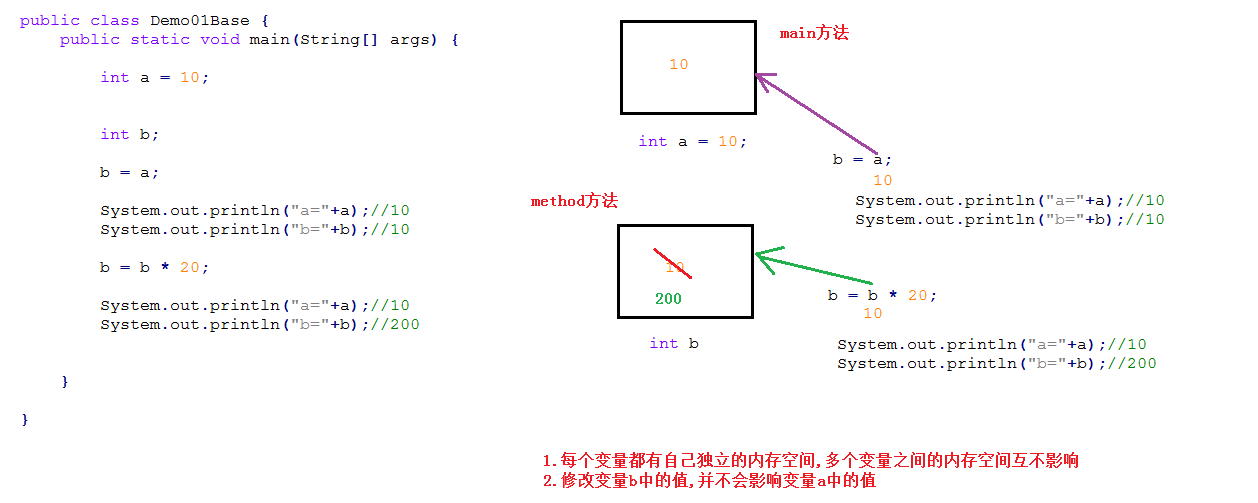 public class Demo01Base {
public static void main(String[] args) {
int a = 10;
int b;
b = a;
System.out.println("a="+a);//10
System.out.println("b="+b);//10
b = b * 20;
System.out.println("a="+a);//10
System.out.println("b="+b);//200
}
}
main方法
10
int a = 10;
b = a;
10
System.out.println("a="+a);//10
System.out.println("b="+b);//10
method方法
10
200
int b
b = b * 20;
10
System.out.println("a="+a);//10
System.out.println("b="+b);//200
1.每个变量都有自己独立的内存空间,多个变量之间的内存空间互不影响
2.修改变量b中的值,并不会影响变量a中的值